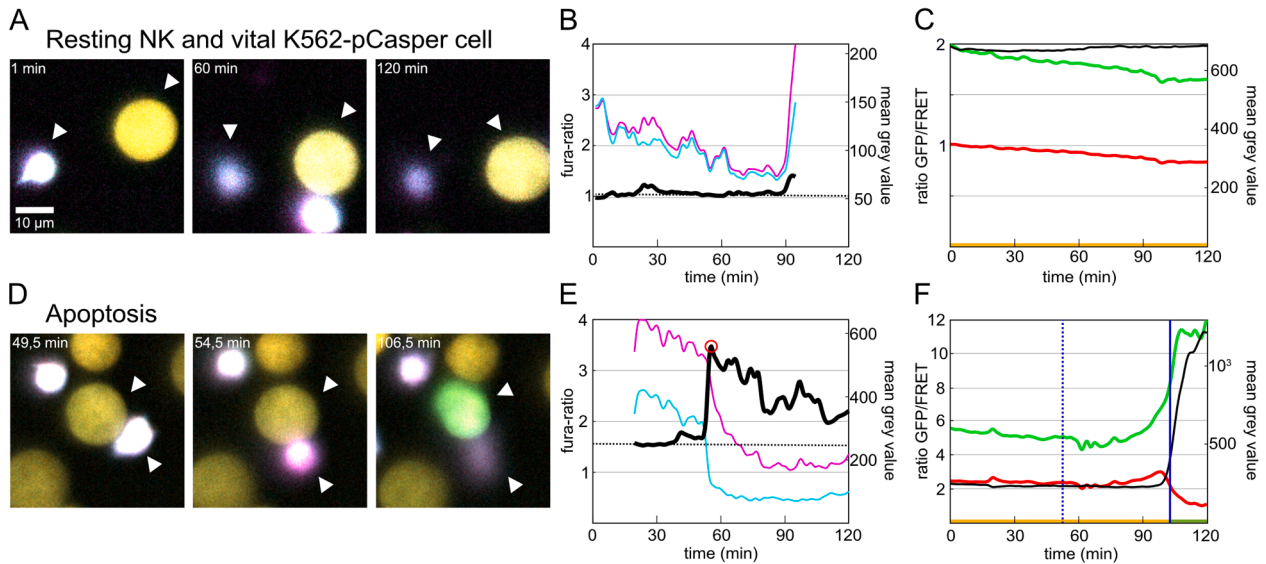 A
Resting NK and vital K562-pCasper cell
1 min
60 min
120 min
10 µm
B
4
3
2
1
fura-ratio
200
150
100
50
mean grey value
0
30
60
90
120
time (min)
C
2
1
ratio GFP/FRET
600
400
200
mean grey value
0
30
60
90
120
time (min)
D
Apoptosis
49,5 min
54,5 min
106,5 min
E
4
3
2
1
fura-ratio
600
400
200
mean grey value
0
30
60
90
120
time (min)
F
12
10
8
6
4
2
ratio GFP/FRET
10³
500
mean grey value
0
30
60
90
120
time (min)